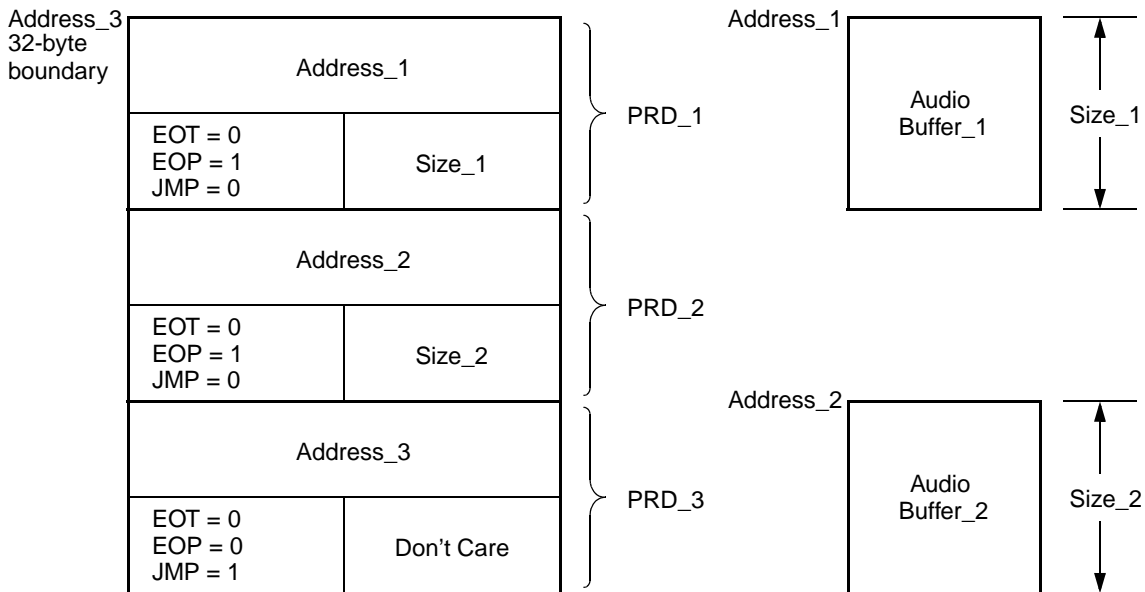 Address_3
32-byte
boundary
Address_1
EOT = 0
EOP = 1
JMP = 0
Size_1
PRD_1
Address_2
EOT = 0
EOP = 1
JMP = 0
Size_2
PRD_2
Address_3
EOT = 0
EOP = 0
JMP = 1
Don't Care
PRD_3
Address_1
Audio
Buffer_1
Size_1
Address_2
Audio
Buffer_2
Size_2